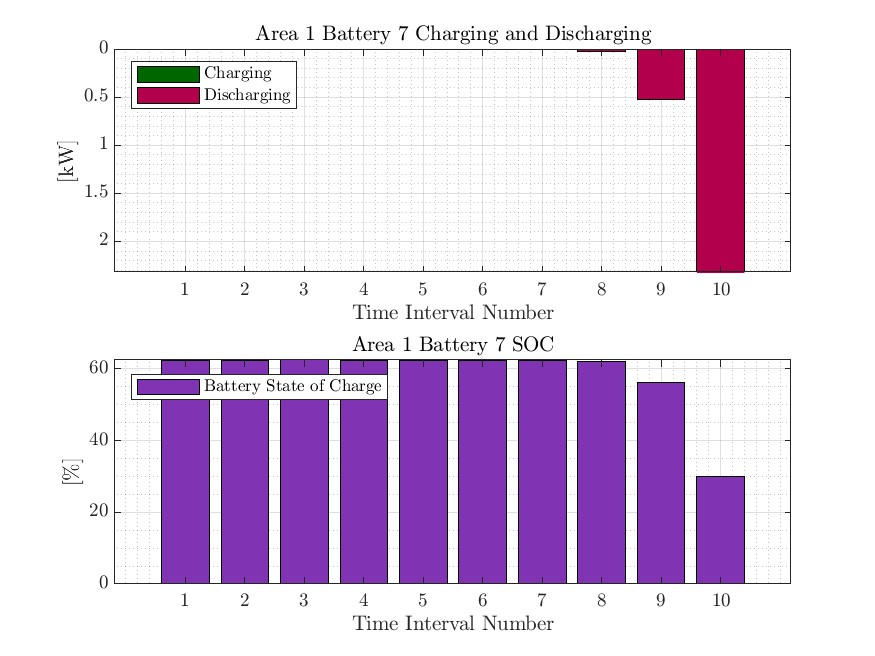 Area 1 Battery 7 Charging and Discharging
0
0.5
1
1.5
2
[kW]
Charging
Discharging
1 2 3 4 5 6 7 8 9 10
Time Interval Number
Area 1 Battery 7 SOC
60
40
20
0
[%]
Battery State of Charge
1 2 3 4 5 6 7 8 9 10
Time Interval Number